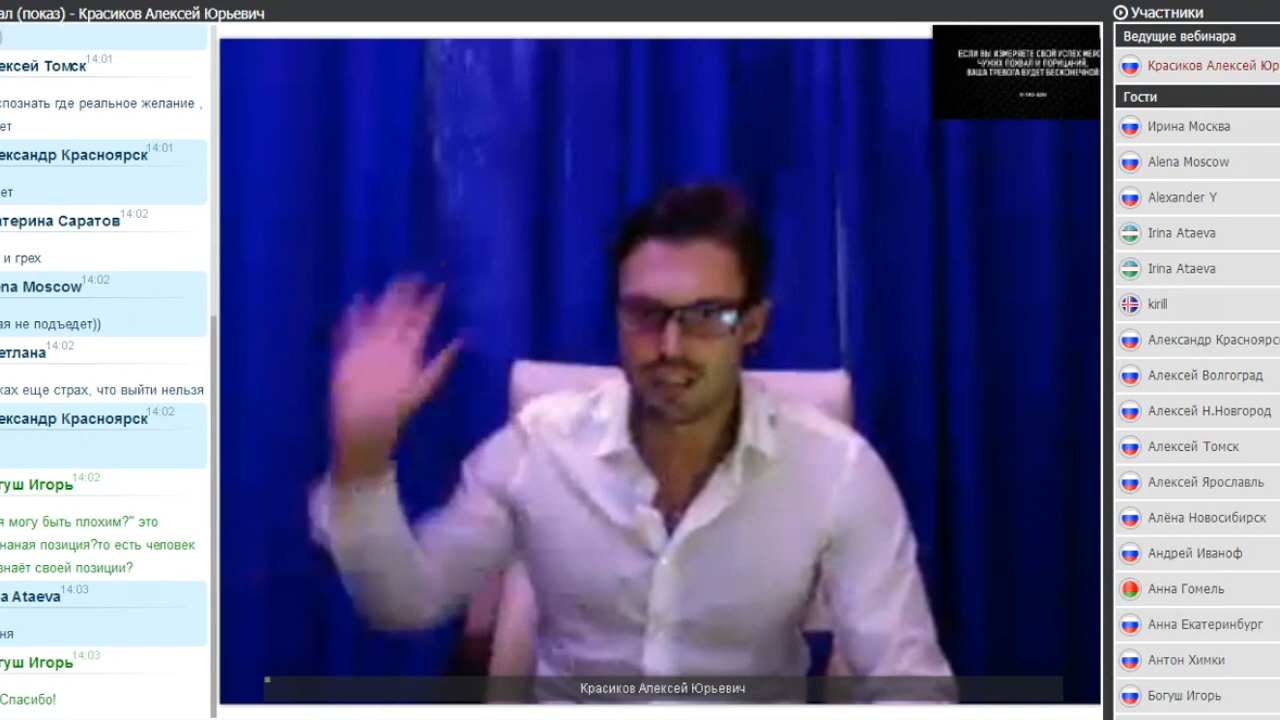 ал (показ) - Красиков Алексей Юрьевич
)
ексей Томск 14:01
спознать где реальное желание ,
ет
ександр Красноярск 14:01
ет
атерина Саратов 14:02
и грех
na Moscow 14:02
ая не подъедет))
етлана 14:02
ках еще страх, что выйти нельзя
ександр Красноярск 14:02
гуш Игорь 14:02
я могу быть плохим?" это
наная позиция?то есть человек
знаёт своей позиции?
a Ataeva 14:03
ня
гуш Игорь 14:03
Спасибо!
ЕСЛИ ВЫ ИЗМЕРЯЕТЕ СВОЙ УСПЕХ МЕРО
ЧУЖИХ ПОХВАЛ И ПОРИЦАНИЙ,
ВАША ТРЕВОГА БУДЕТ БЕСКОНЕЧНОЙ
Красиков Алексей Юрьевич
Участники
Ведущие вебинара
Красиков Алексей Юр
Гости
Ирина Москва
Alena Moscow
Alexander Y
Irina Ataeva
Irina Ataeva
kirill
Александр Красноярс
Алексей Волгоград
Алексей Н.Новгород
Алексей Томск
Алексей Ярославль
Алёна Новосибирск
Андрей Иваноф
Анна Гомель
Анна Екатеринбург
Антон Химки
Богуш Игорь